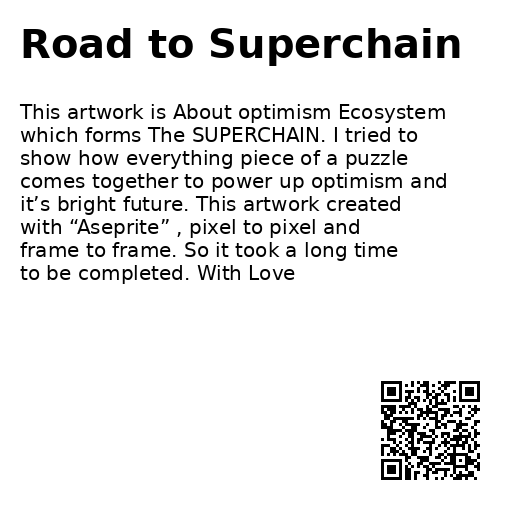 Road to Superchain
This artwork is About optimism Ecosystem
which forms The SUPERCHAIN. I tried to
show how everything piece of a puzzle
comes together to power up optimism and
it’s bright future. This artwork created
with “Aseprite” , pixel to pixel and
frame to frame. So it took a long time
to be completed. With Love